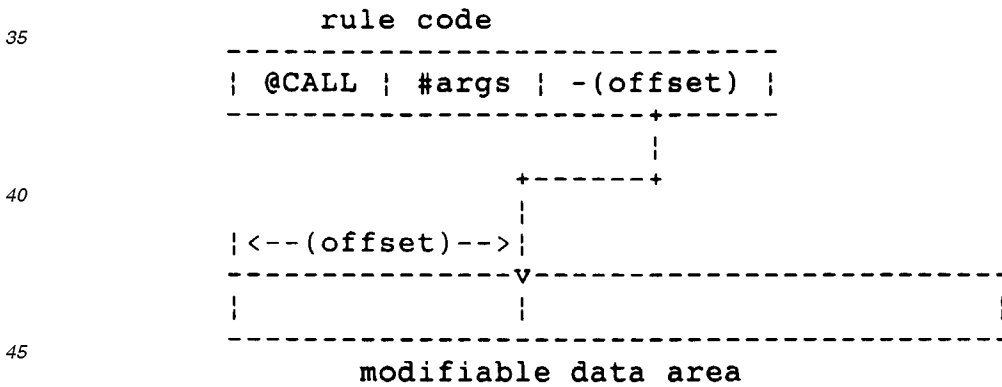 rule code
35
| @CALL | #args | -(offset) |
40
|<--(offset)-->|
v
45
modifiable data area